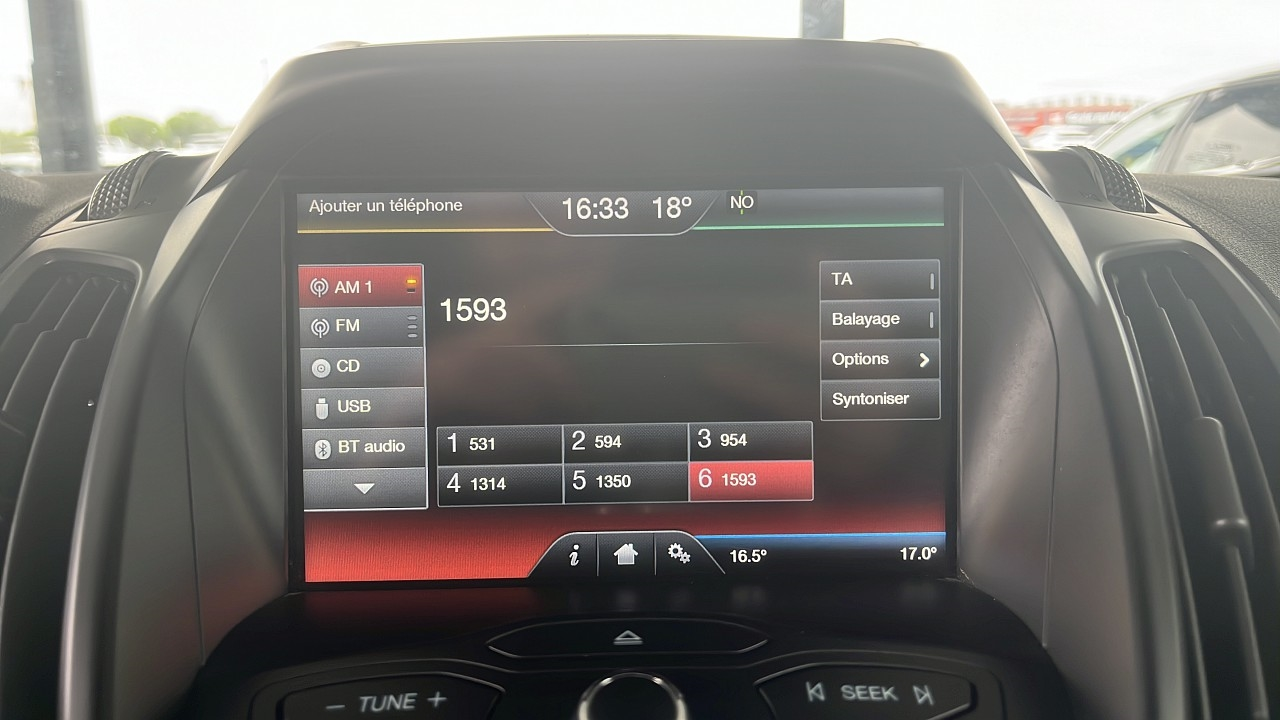 Ajouter un téléphone
16:33 18° NO
AM 1
FM
CD
USB
BT audio
1593
1 531
2 594
3 954
4 1314
5 1350
6 1593
TA
Balayage
Options
Syntoniser
i
16.5°
17.0°
– TUNE +
SEEK